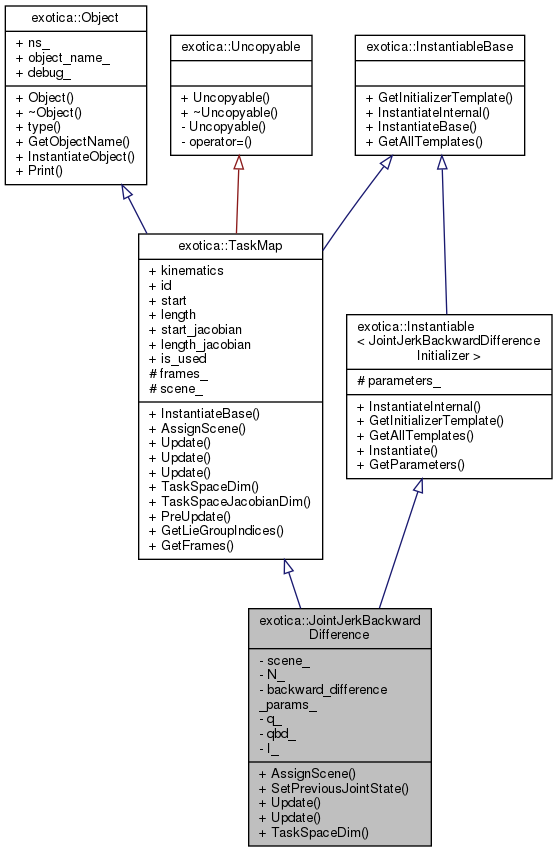 exotica::Object
+ ns_
+ object_name_
+ debug_
+ Object()
+ ~Object()
+ type()
+ GetObjectName()
+ InstantiateObject()
+ Print()
exotica::Uncopyable
+ Uncopyable()
+ ~Uncopyable()
- Uncopyable()
- operator=()
exotica::InstantiableBase
+ GetInitializerTemplate()
+ InstantiateInternal()
+ InstantiateBase()
+ GetAllTemplates()
exotica::TaskMap
+ kinematics
+ id
+ start
+ length
+ start_jacobian
+ length_jacobian
+ is_used
# frames_
# scene_
+ InstantiateBase()
+ AssignScene()
+ Update()
+ Update()
+ Update()
+ TaskSpaceDim()
+ TaskSpaceJacobianDim()
+ PreUpdate()
+ GetLieGroupIndices()
+ GetFrames()
exotica::Instantiable
< JointJerkBackwardDifference
Initializer >
# parameters_
+ InstantiateInternal()
+ GetInitializerTemplate()
+ GetAllTemplates()
+ Instantiate()
+ GetParameters()
exotica::JointJerkBackward
Difference
- scene_
- N_
- backward_difference
_params_
- q_
- qbd_
- I_
+ AssignScene()
+ SetPreviousJointState()
+ Update()
+ Update()
+ TaskSpaceDim()